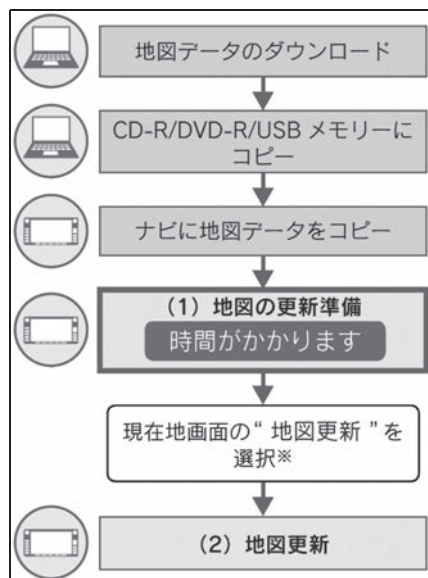 地図データのダウンロード
CD-R/DVD-R/USB メモリーに
コピー
ナビに地図データをコピー
(1) 地図の更新準備
時間がかかります
現在地画面の“ 地図更新 ”を
選択※
(2) 地図更新